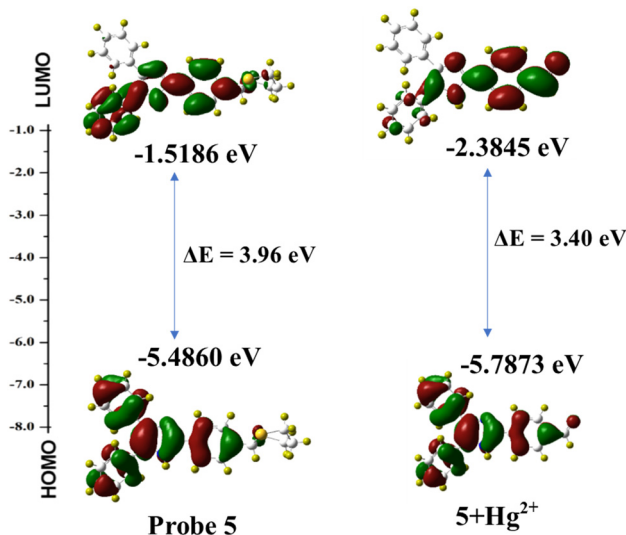 LUMO
-1.0
-2.0
-3.0
-4.0
-5.0
-6.0
-7.0
-8.0
HOMO
-1.5186 eV
-2.3845 eV
ΔE = 3.96 eV
ΔE = 3.40 eV
-5.4860 eV
-5.7873 eV
Probe 5
5+Hg²⁺